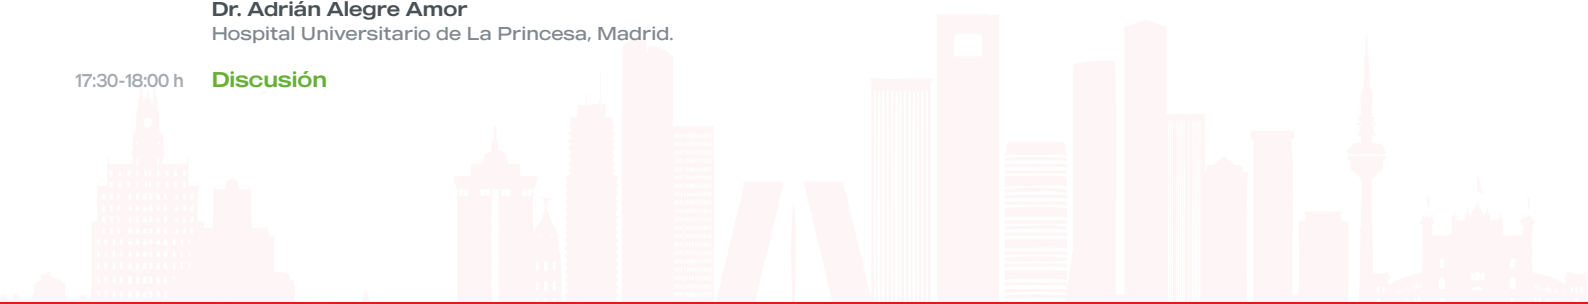 Dr. Adrián Alegre Amor
Hospital Universitario de La Princesa, Madrid.
17:30-18:00 h Discusión